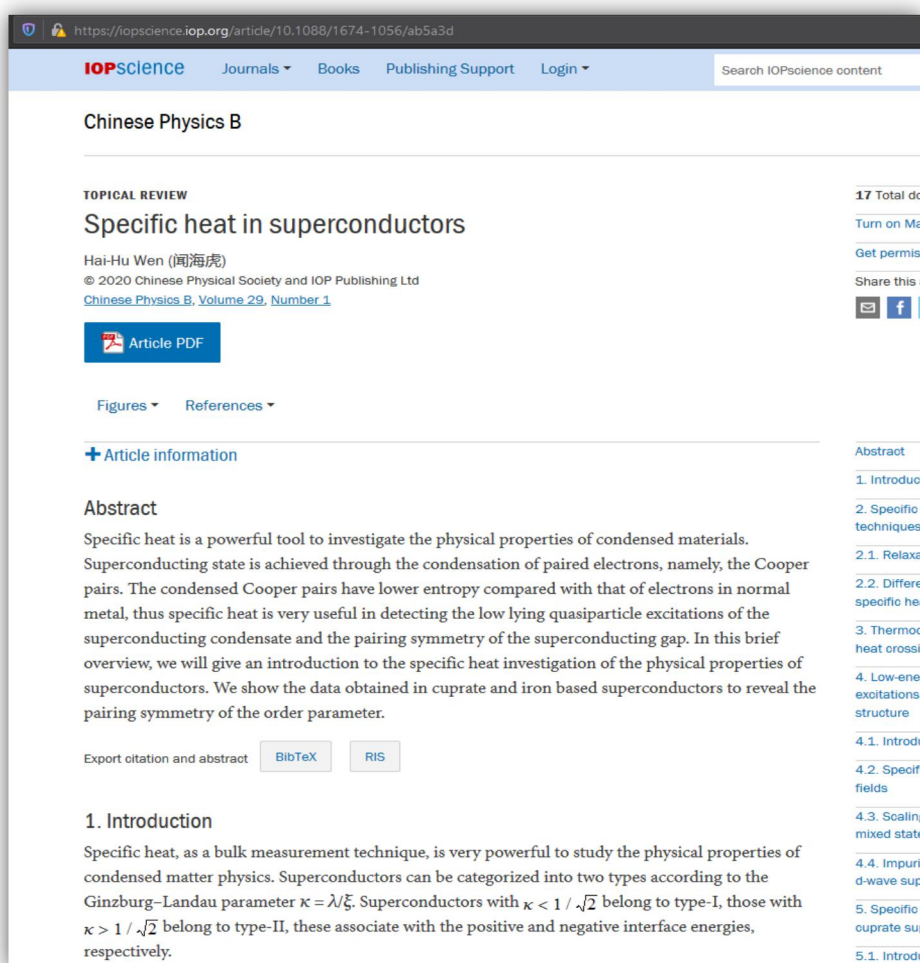 https://iopscience.iop.org/article/10.1088/1674-1056/ab5a3d
IOPscience Journals Books Publishing Support Login Search IOPscience content
Chinese Physics B
TOPICAL REVIEW
Specific heat in superconductors
Hai-Hu Wen (闻海虎)
© 2020 Chinese Physical Society and IOP Publishing Ltd
Chinese Physics B, Volume 29, Number 1
Article PDF
Figures References
+ Article information
Abstract
Specific heat is a powerful tool to investigate the physical properties of condensed materials.
Superconducting state is achieved through the condensation of paired electrons, namely, the Cooper
pairs. The condensed Cooper pairs have lower entropy compared with that of electrons in normal
metal, thus specific heat is very useful in detecting the low lying quasiparticle excitations of the
superconducting condensate and the pairing symmetry of the superconducting gap. In this brief
overview, we will give an introduction to the specific heat investigation of the physical properties of
superconductors. We show the data obtained in cuprate and iron based superconductors to reveal the
pairing symmetry of the order parameter.
Export citation and abstract BibTeX RIS
1. Introduction
Specific heat, as a bulk measurement technique, is very powerful to study the physical properties of
condensed matter physics. Superconductors can be categorized into two types according to the
Ginzburg–Landau parameter κ = λ/ξ. Superconductors with κ < 1 / √2 belong to type-I, those with
κ > 1 / √2 belong to type-II, these associate with the positive and negative interface energies,
respectively.
17 Total do
Turn on Ma
Get permis
Share this
Abstract
1. Introduc
2. Specific
techniques
2.1. Relaxa
2.2. Differe
specific hea
3. Thermod
heat crossi
4. Low-ene
excitations
structure
4.1. Introdu
4.2. Specif
fields
4.3. Scaling
mixed state
4.4. Impuri
d-wave sup
5. Specific
cuprate su
5.1. Introdu